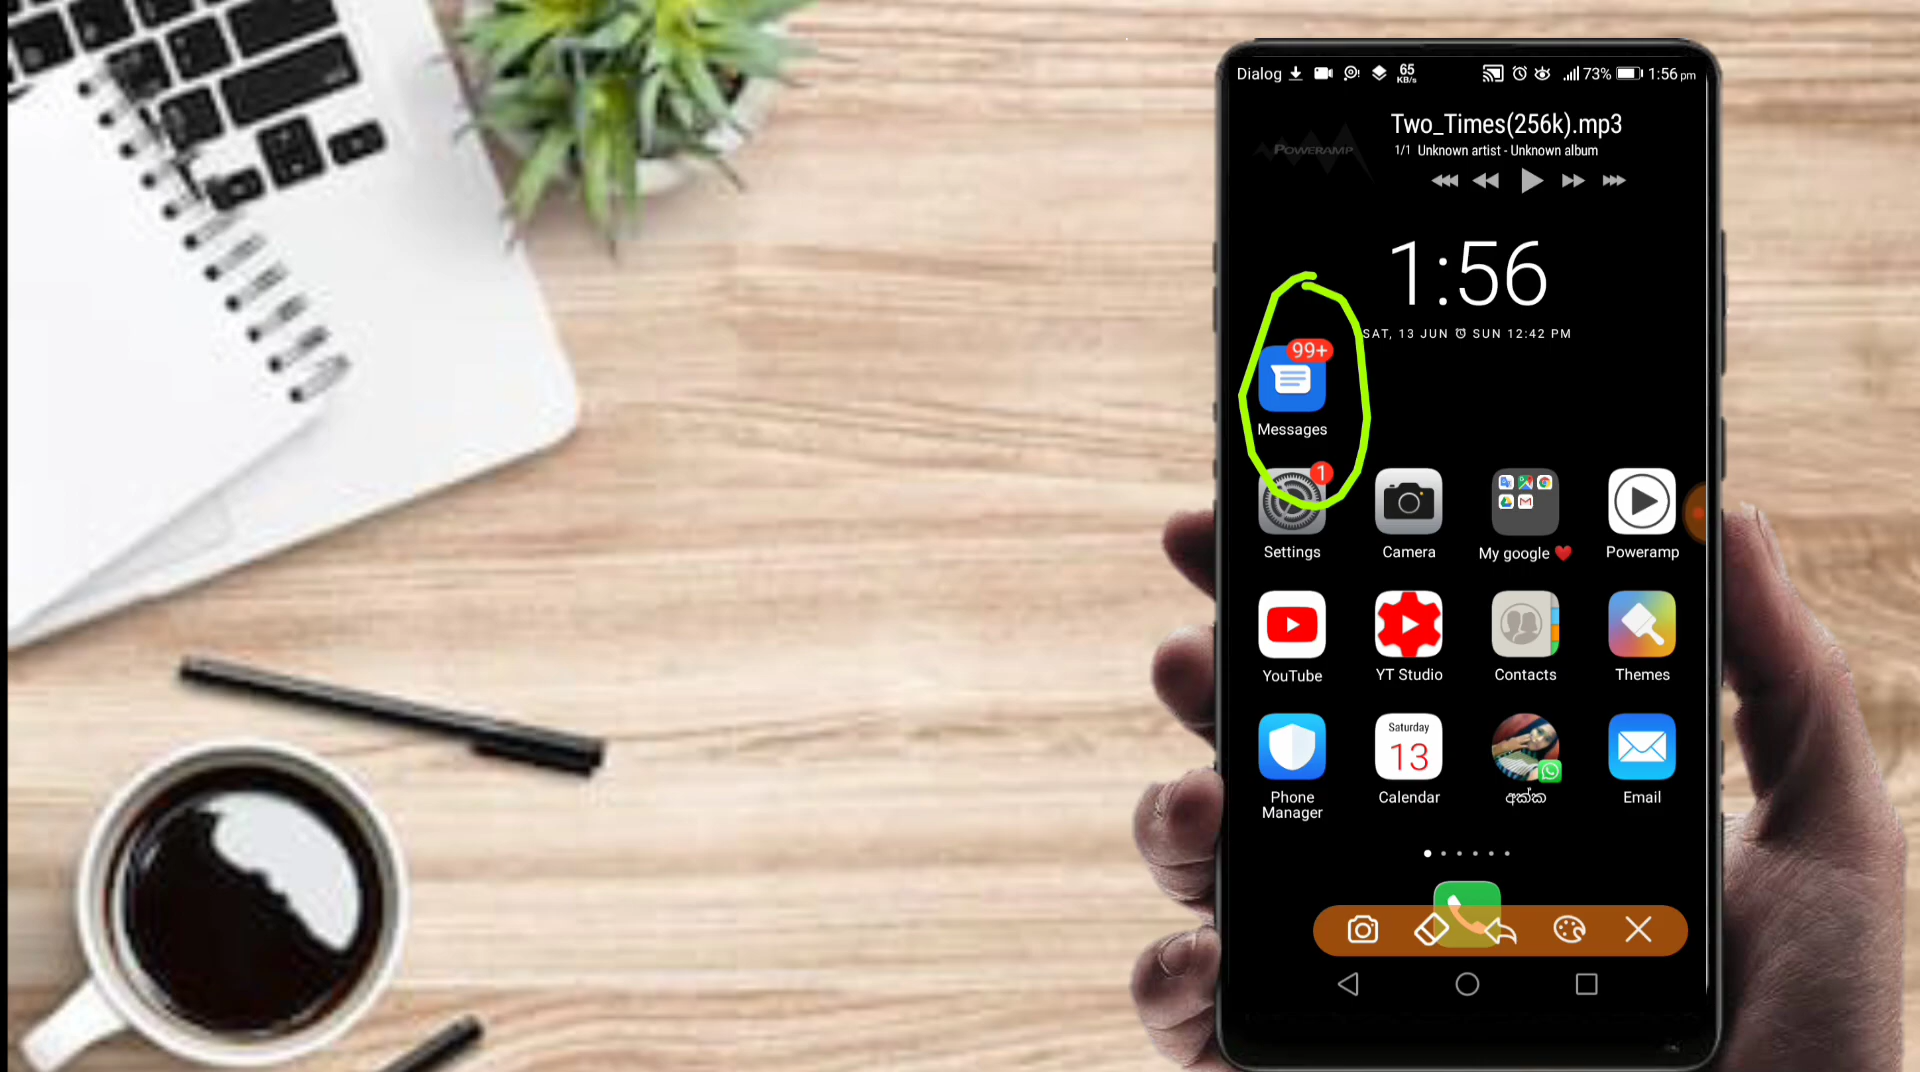 Dialog 65 KB/s 73% 1:56 pm
Two_Times(256k).mp3
POWERAMP
1/1 Unknown artist - Unknown album
1:56
SAT, 13 JUN SUN 12:42 PM
99+
Messages
1
Settings Camera My google ❤️ Poweramp
YouTube YT Studio Contacts Themes
Saturday
13
Phone Manager Calendar අක්ක Email